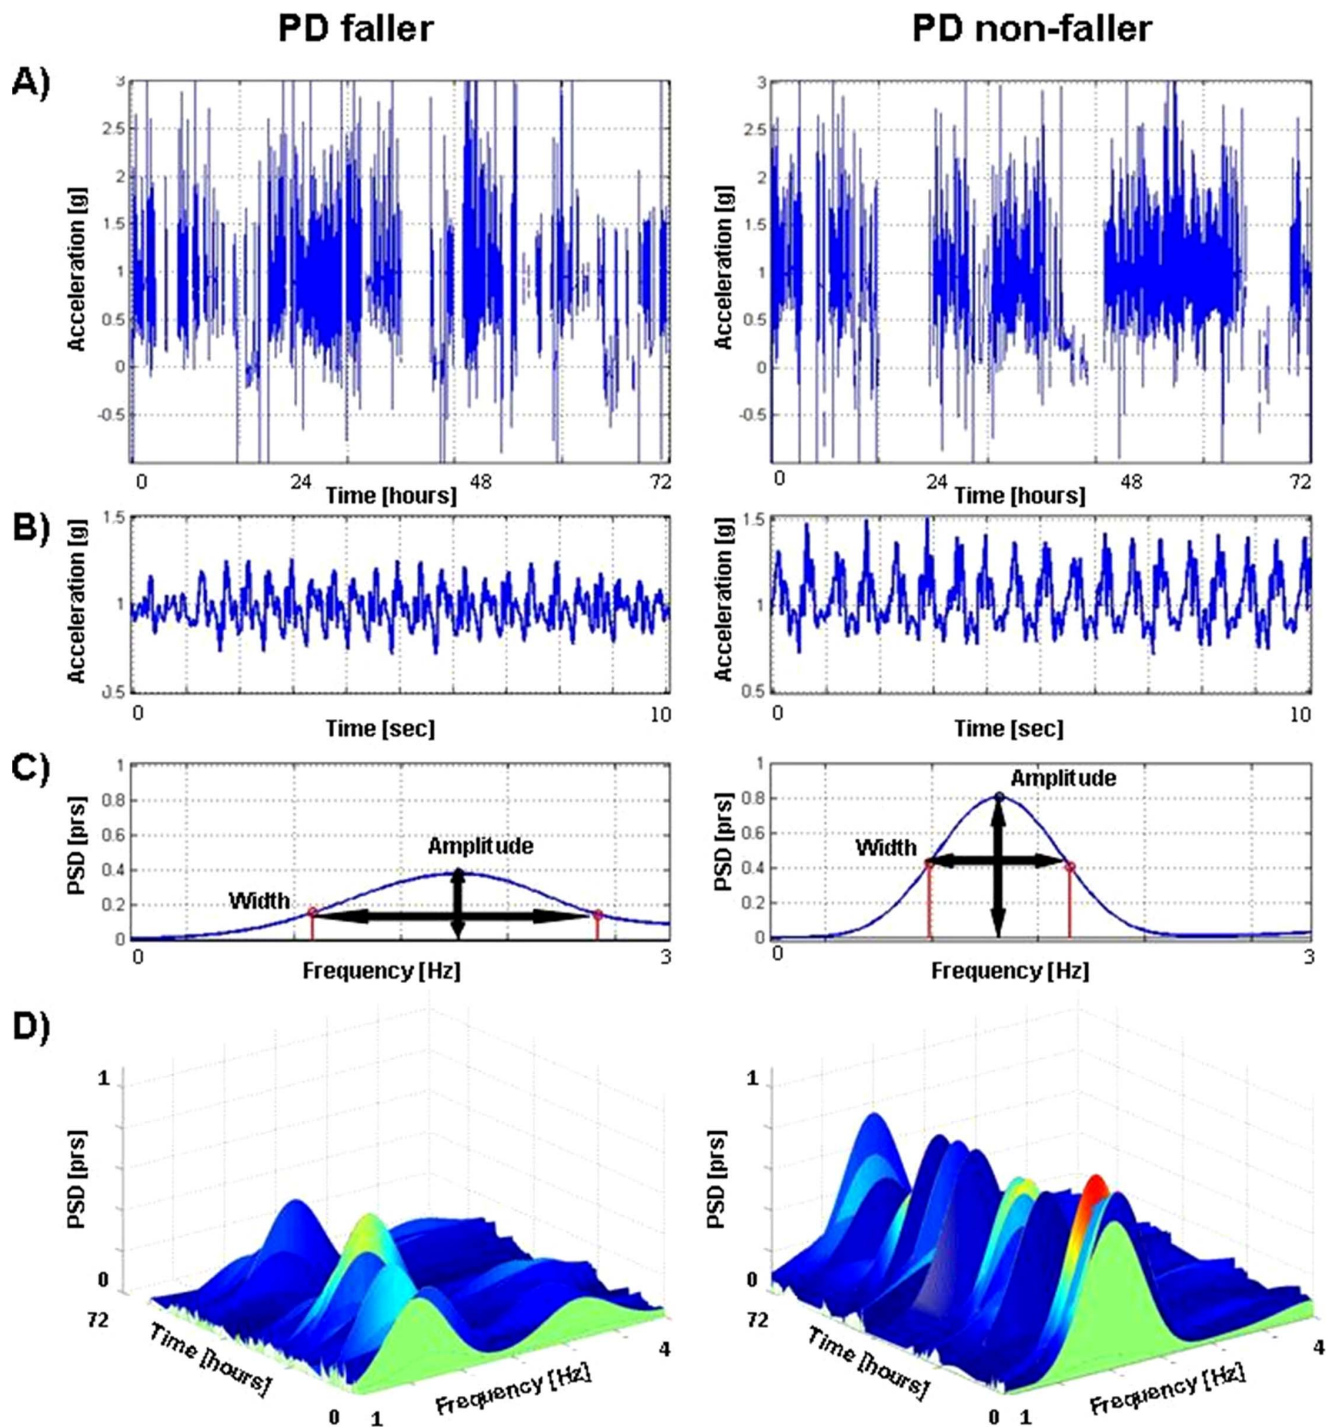 PD faller PD non-faller
A)
3 2.5 2 1.5 1 0.5 0 -0.5
Acceleration [g]
0 24 48 72
Time [hours]
3 2.5 2 1.5 1 0.5 0 -0.5
Acceleration [g]
0 24 48 72
Time [hours]
B)
1.5 1 0.5
Acceleration [g]
0 10
Time [sec]
1.5 1 0.5
Acceleration [g]
0 10
Time [sec]
C)
1 0.8 0.6 0.4 0.2 0
PSD [prs]
Amplitude
Width
0 3
Frequency [Hz]
1 0.8 0.6 0.4 0.2 0
PSD [prs]
Amplitude
Width
0 3
Frequency [Hz]
D)
1
PSD [prs]
0
72
Time [hours]
0 1
Frequency [Hz]
4
1
PSD [prs]
0
72
Time [hours]
0 1
Frequency [Hz]
4